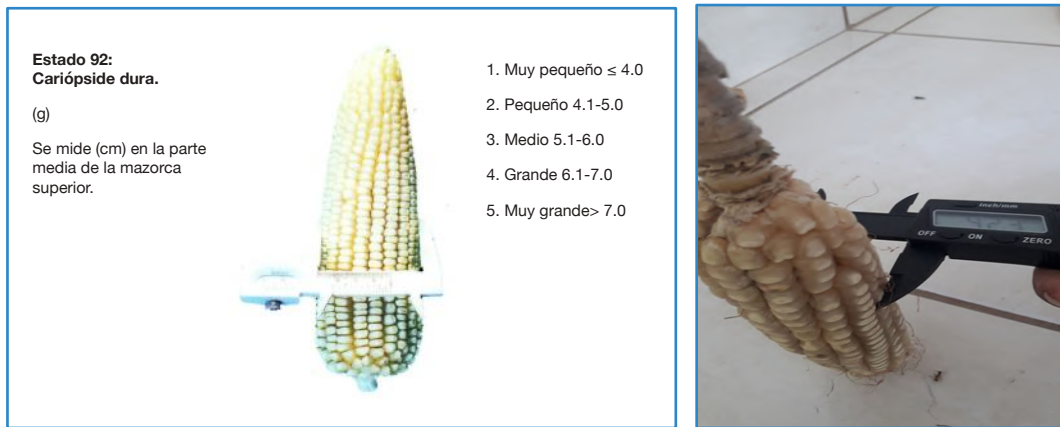 Estado 92:
Cariópside dura.
(g)
Se mide (cm) en la parte
media de la mazorca
superior.
1. Muy pequeño ≤ 4.0
2. Pequeño 4.1-5.0
3. Medio 5.1-6.0
4. Grande 6.1-7.0
5. Muy grande> 7.0
inch/mm
OFF
ON
ZERO